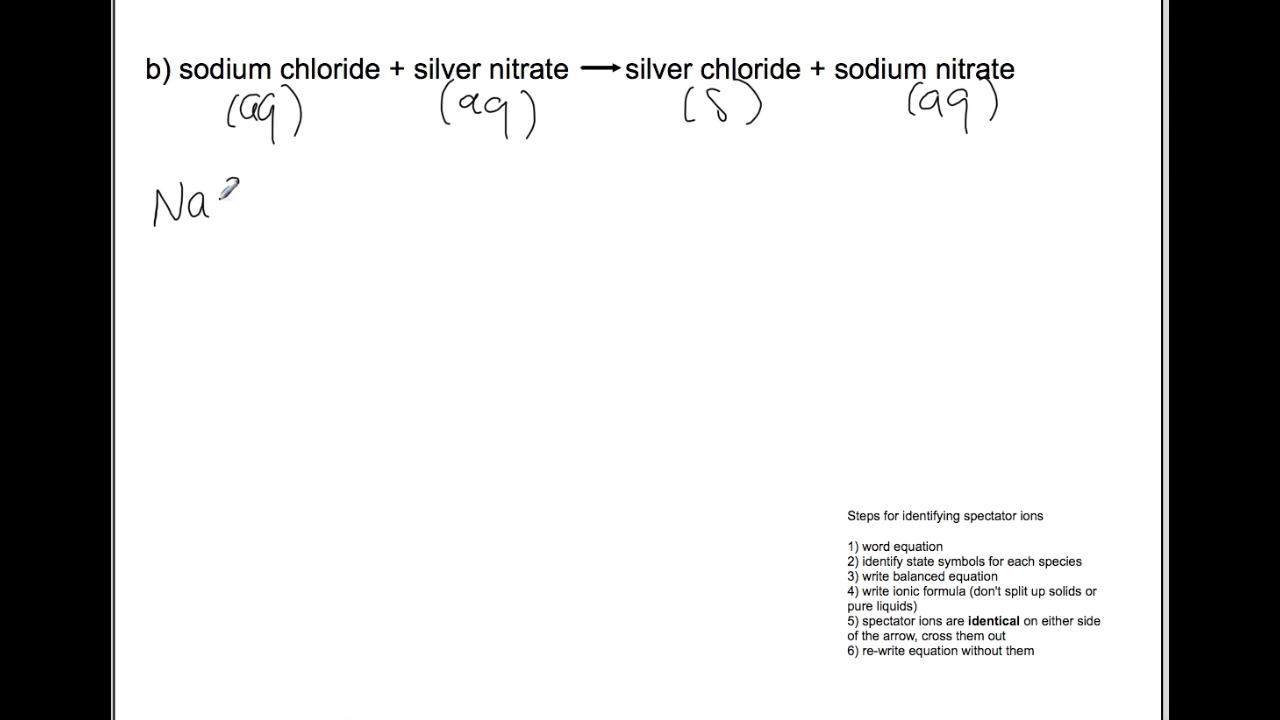 b) sodium chloride + silver nitrate → silver chloride + sodium nitrate
(aq) (aq) (s) (aq)
Na
Steps for identifying spectator ions
1) word equation
2) identify state symbols for each species
3) write balanced equation
4) write ionic formula (don't split up solids or
pure liquids)
5) spectator ions are identical on either side
of the arrow, cross them out
6) re-write equation without them